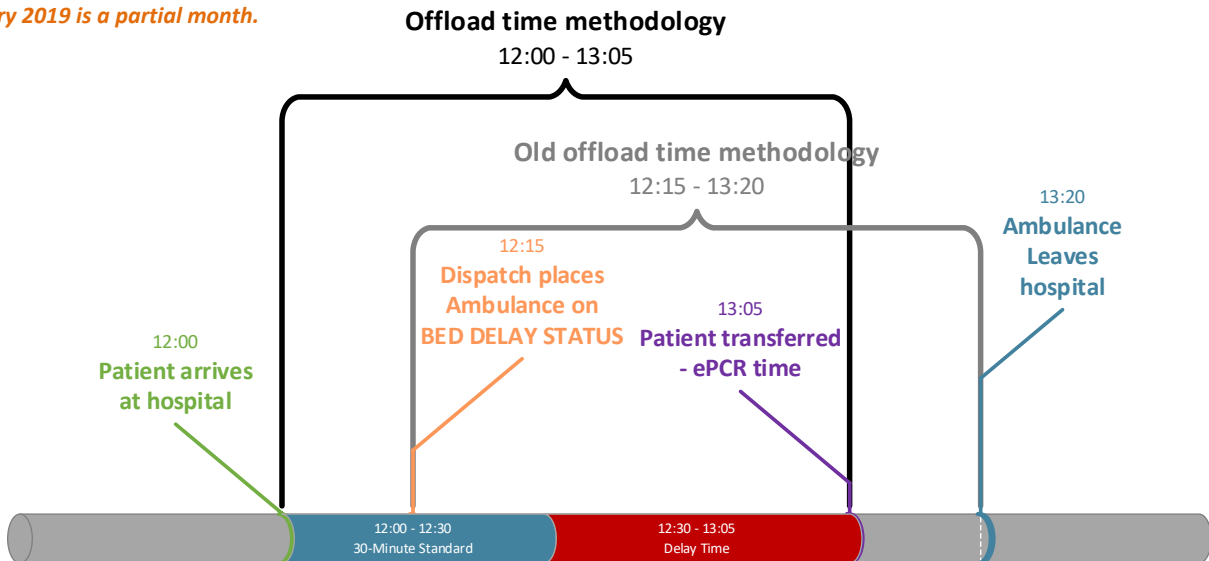 ry 2019 is a partial month.
Offload time methodology
12:00 - 13:05
Old offload time methodology
12:15 - 13:20
13:20
Ambulance
Leaves
hospital
12:15
Dispatch places
Ambulance on
BED DELAY STATUS
13:05
Patient transferred
- ePCR time
12:00
Patient arrives
at hospital
12:00 - 12:30
30-Minute Standard
12:30 - 13:05
Delay Time